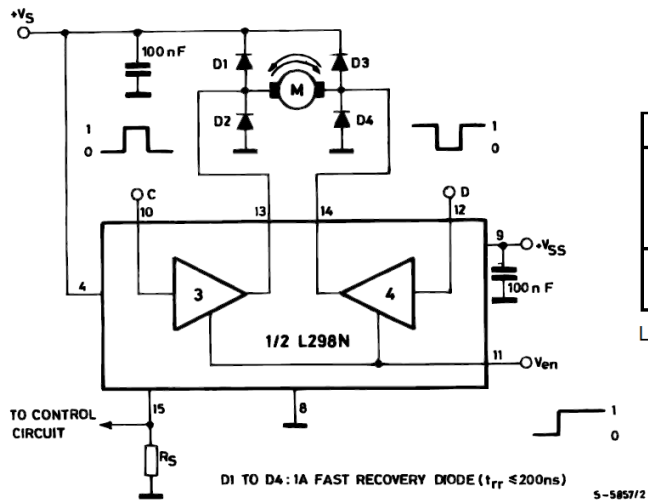 +VS
100 nF
D1
D3
M
D2
D4
1
0
1
0
C
D
10
13
14
12
9
+VSS
4
3
4
100 nF
1/2 L298N
11
Ven
15
8
TO CONTROL
CIRCUIT
RS
1
0
D1 TO D4 : 1A FAST RECOVERY DIODE (trr ≤ 200ns)
S-5857/2
L